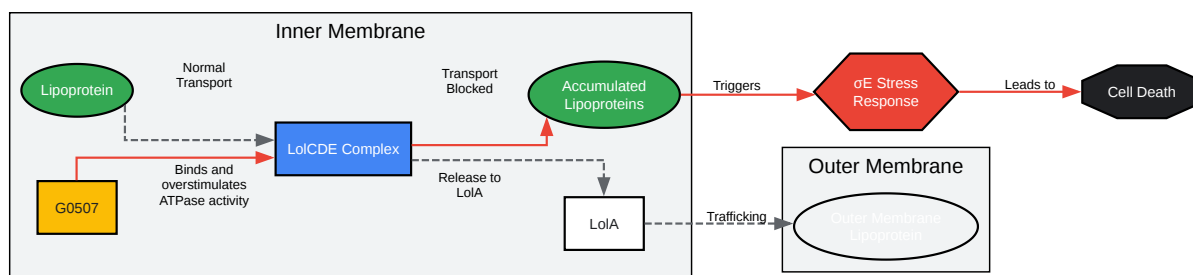 Inner Membrane
Lipoprotein
Normal
Transport
Transport
Blocked
Accumulated
Lipoproteins
Triggers
σE Stress
Response
Leads to
Cell Death
LolCDE Complex
Binds and
overstimulates
ATPase activity
G0507
Release to
LolA
LolA
Trafficking
Outer Membrane
Outer Membrane
Lipoprotein